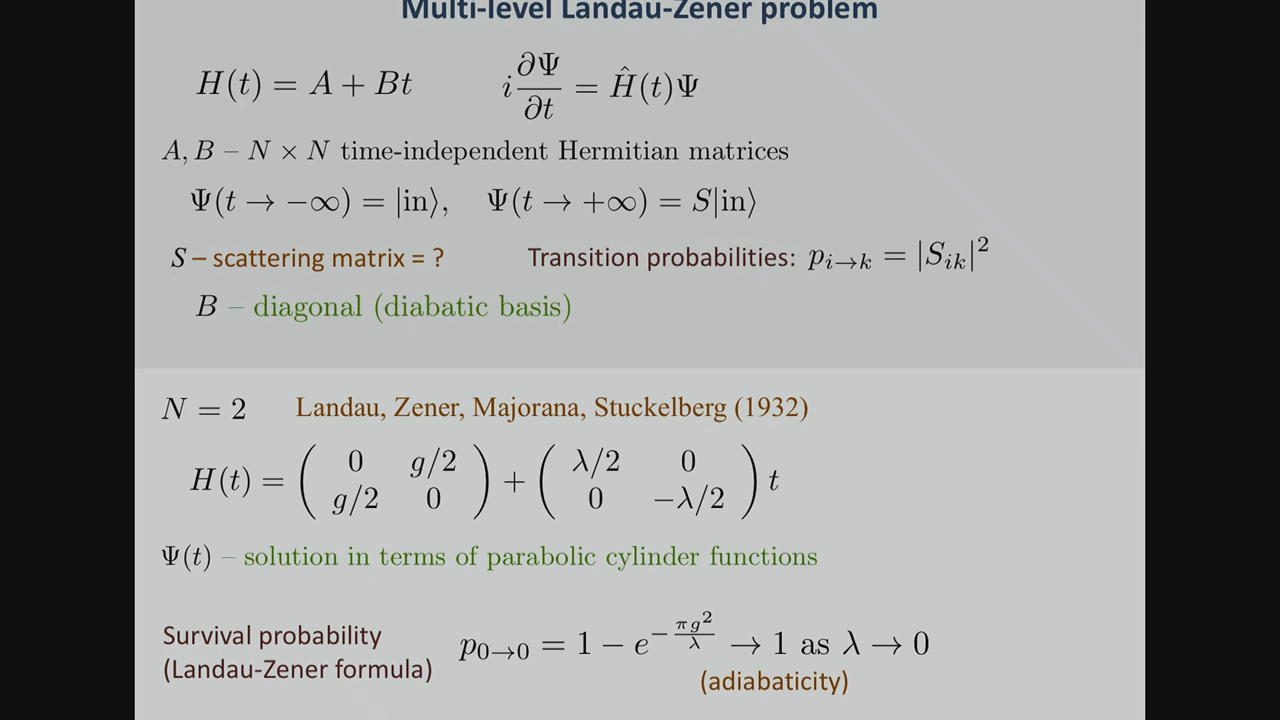 Multi-level Landau-Zener problem
H(t) = A + Bt    i ∂Ψ/∂t = Ĥ(t)Ψ
A, B – N × N time-independent Hermitian matrices
Ψ(t → −∞) = |in⟩,    Ψ(t → +∞) = S|in⟩
S – scattering matrix = ?    Transition probabilities: p_{i→k} = |S_{ik}|^2
B – diagonal (diabatic basis)
N = 2    Landau, Zener, Majorana, Stuckelberg (1932)
H(t) = ( 0  g/2 ; g/2  0 ) + ( λ/2  0 ; 0  −λ/2 ) t
Ψ(t) – solution in terms of parabolic cylinder functions
Survival probability
(Landau-Zener formula)
p_{0→0} = 1 − e^{−πg^2/λ} → 1 as λ → 0
(adiabaticity)